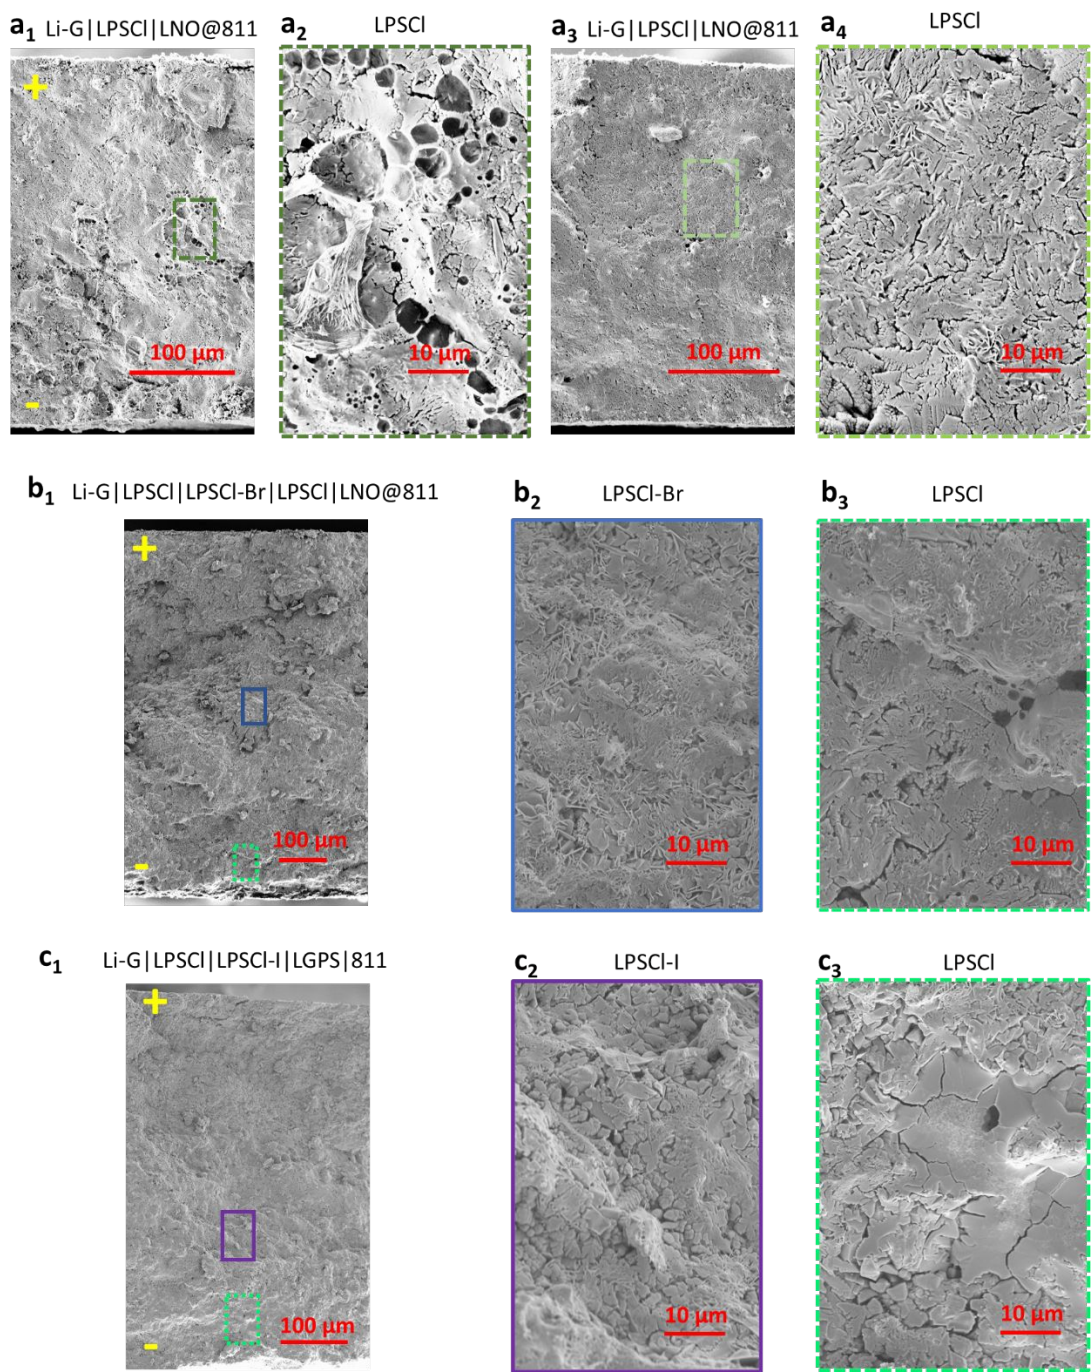 a1 Li-G|LPSCl|LNO@811
a2 LPSCl
a3 Li-G|LPSCl|LNO@811
a4 LPSCl
+
-
100 μm
10 μm
100 μm
10 μm
b1 Li-G|LPSCl|LPSCl-Br|LPSCl|LNO@811
b2 LPSCl-Br
b3 LPSCl
+
-
100 μm
10 μm
10 μm
c1 Li-G|LPSCl|LPSCl-I|LGPS|811
c2 LPSCl-I
c3 LPSCl
+
-
100 μm
10 μm
10 μm